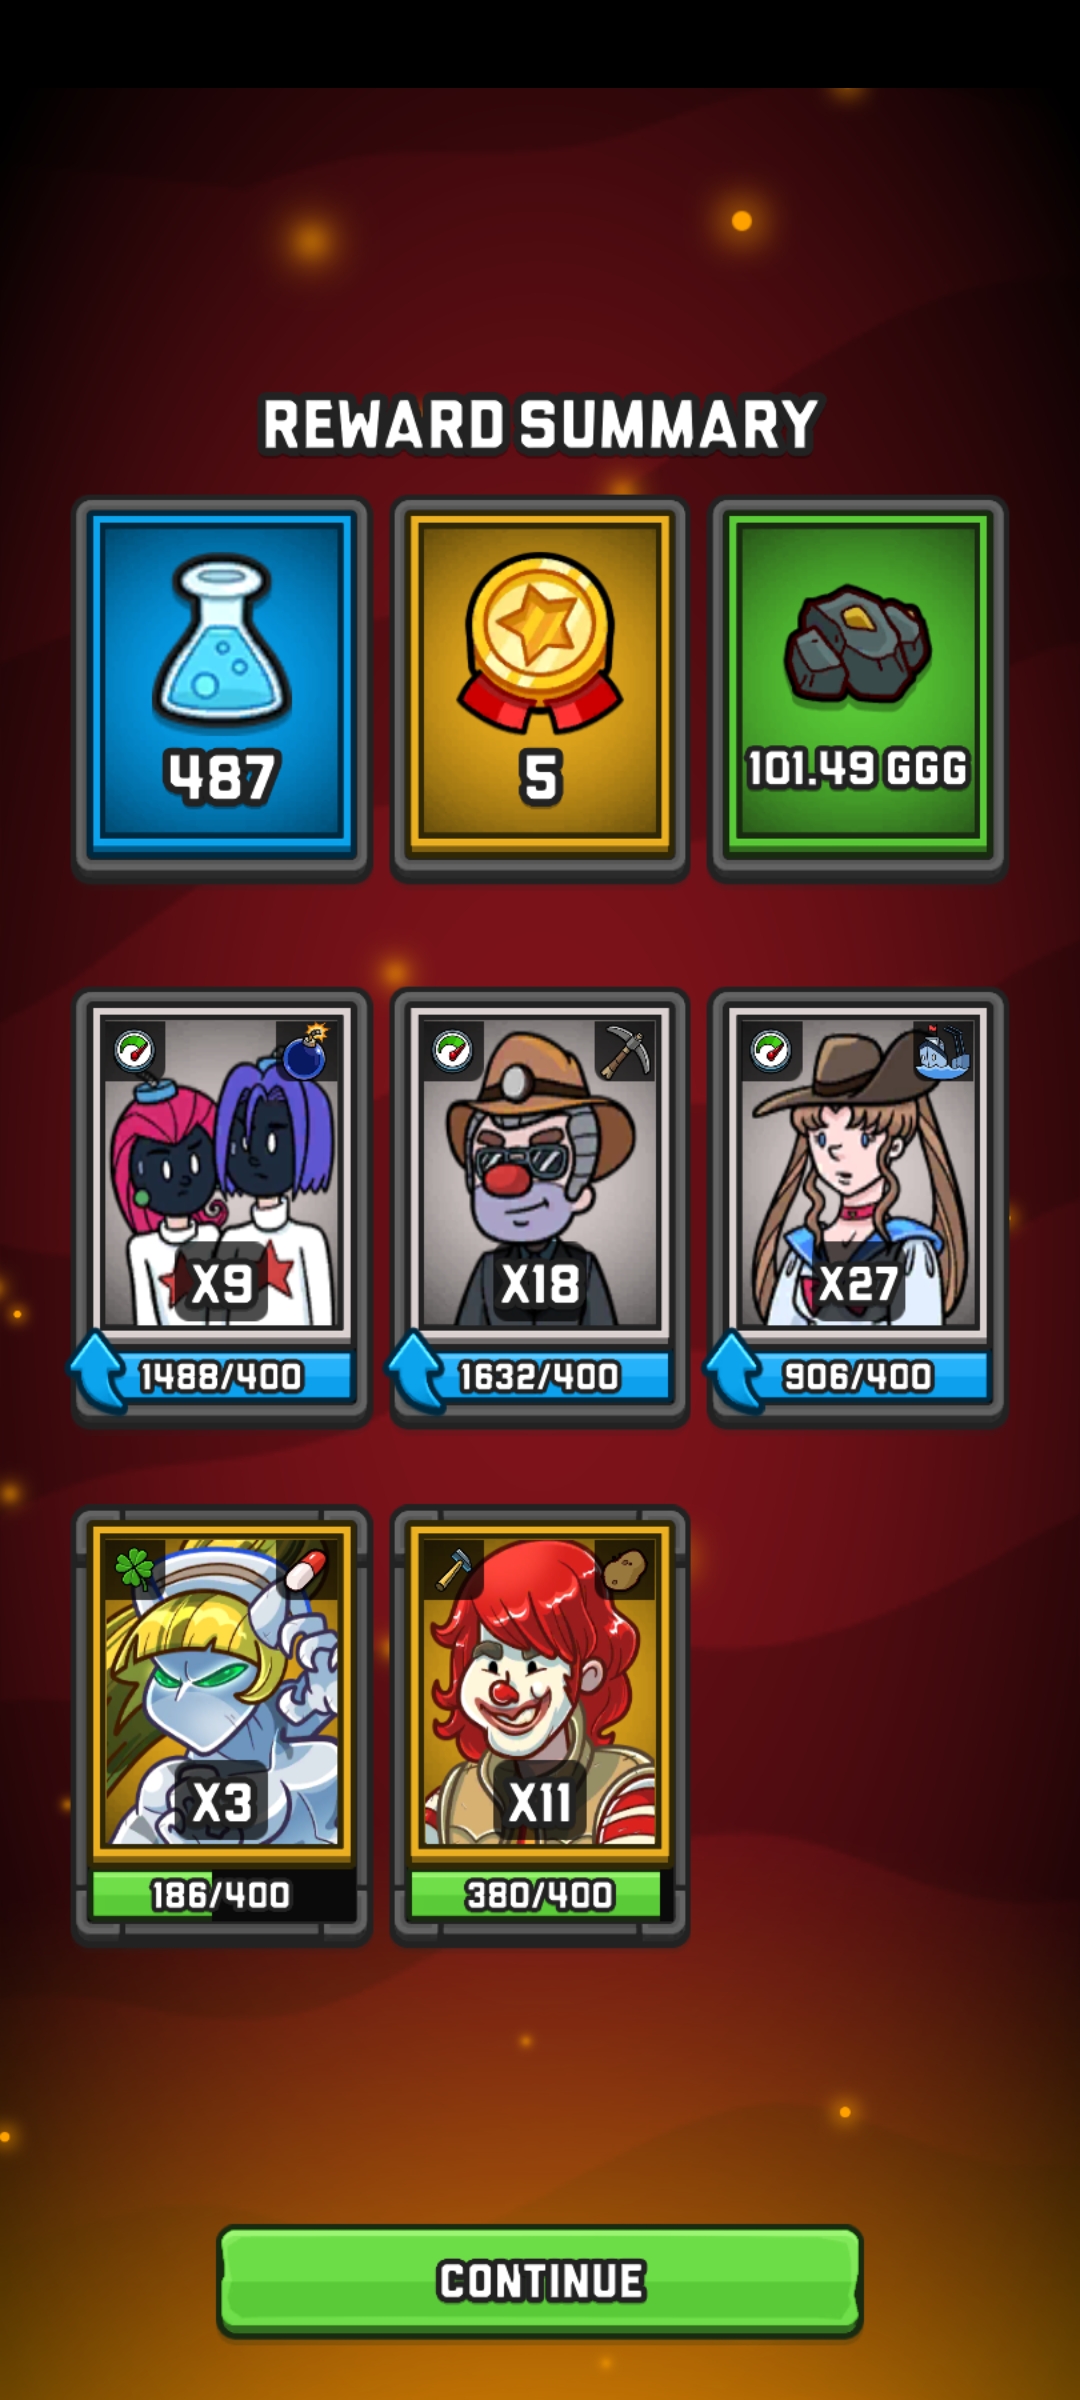 REWARD SUMMARY
487
5
101.49 GGG
X9
X18
X27
1488/400
1632/400
906/400
X3
X11
186/400
380/400
CONTINUE